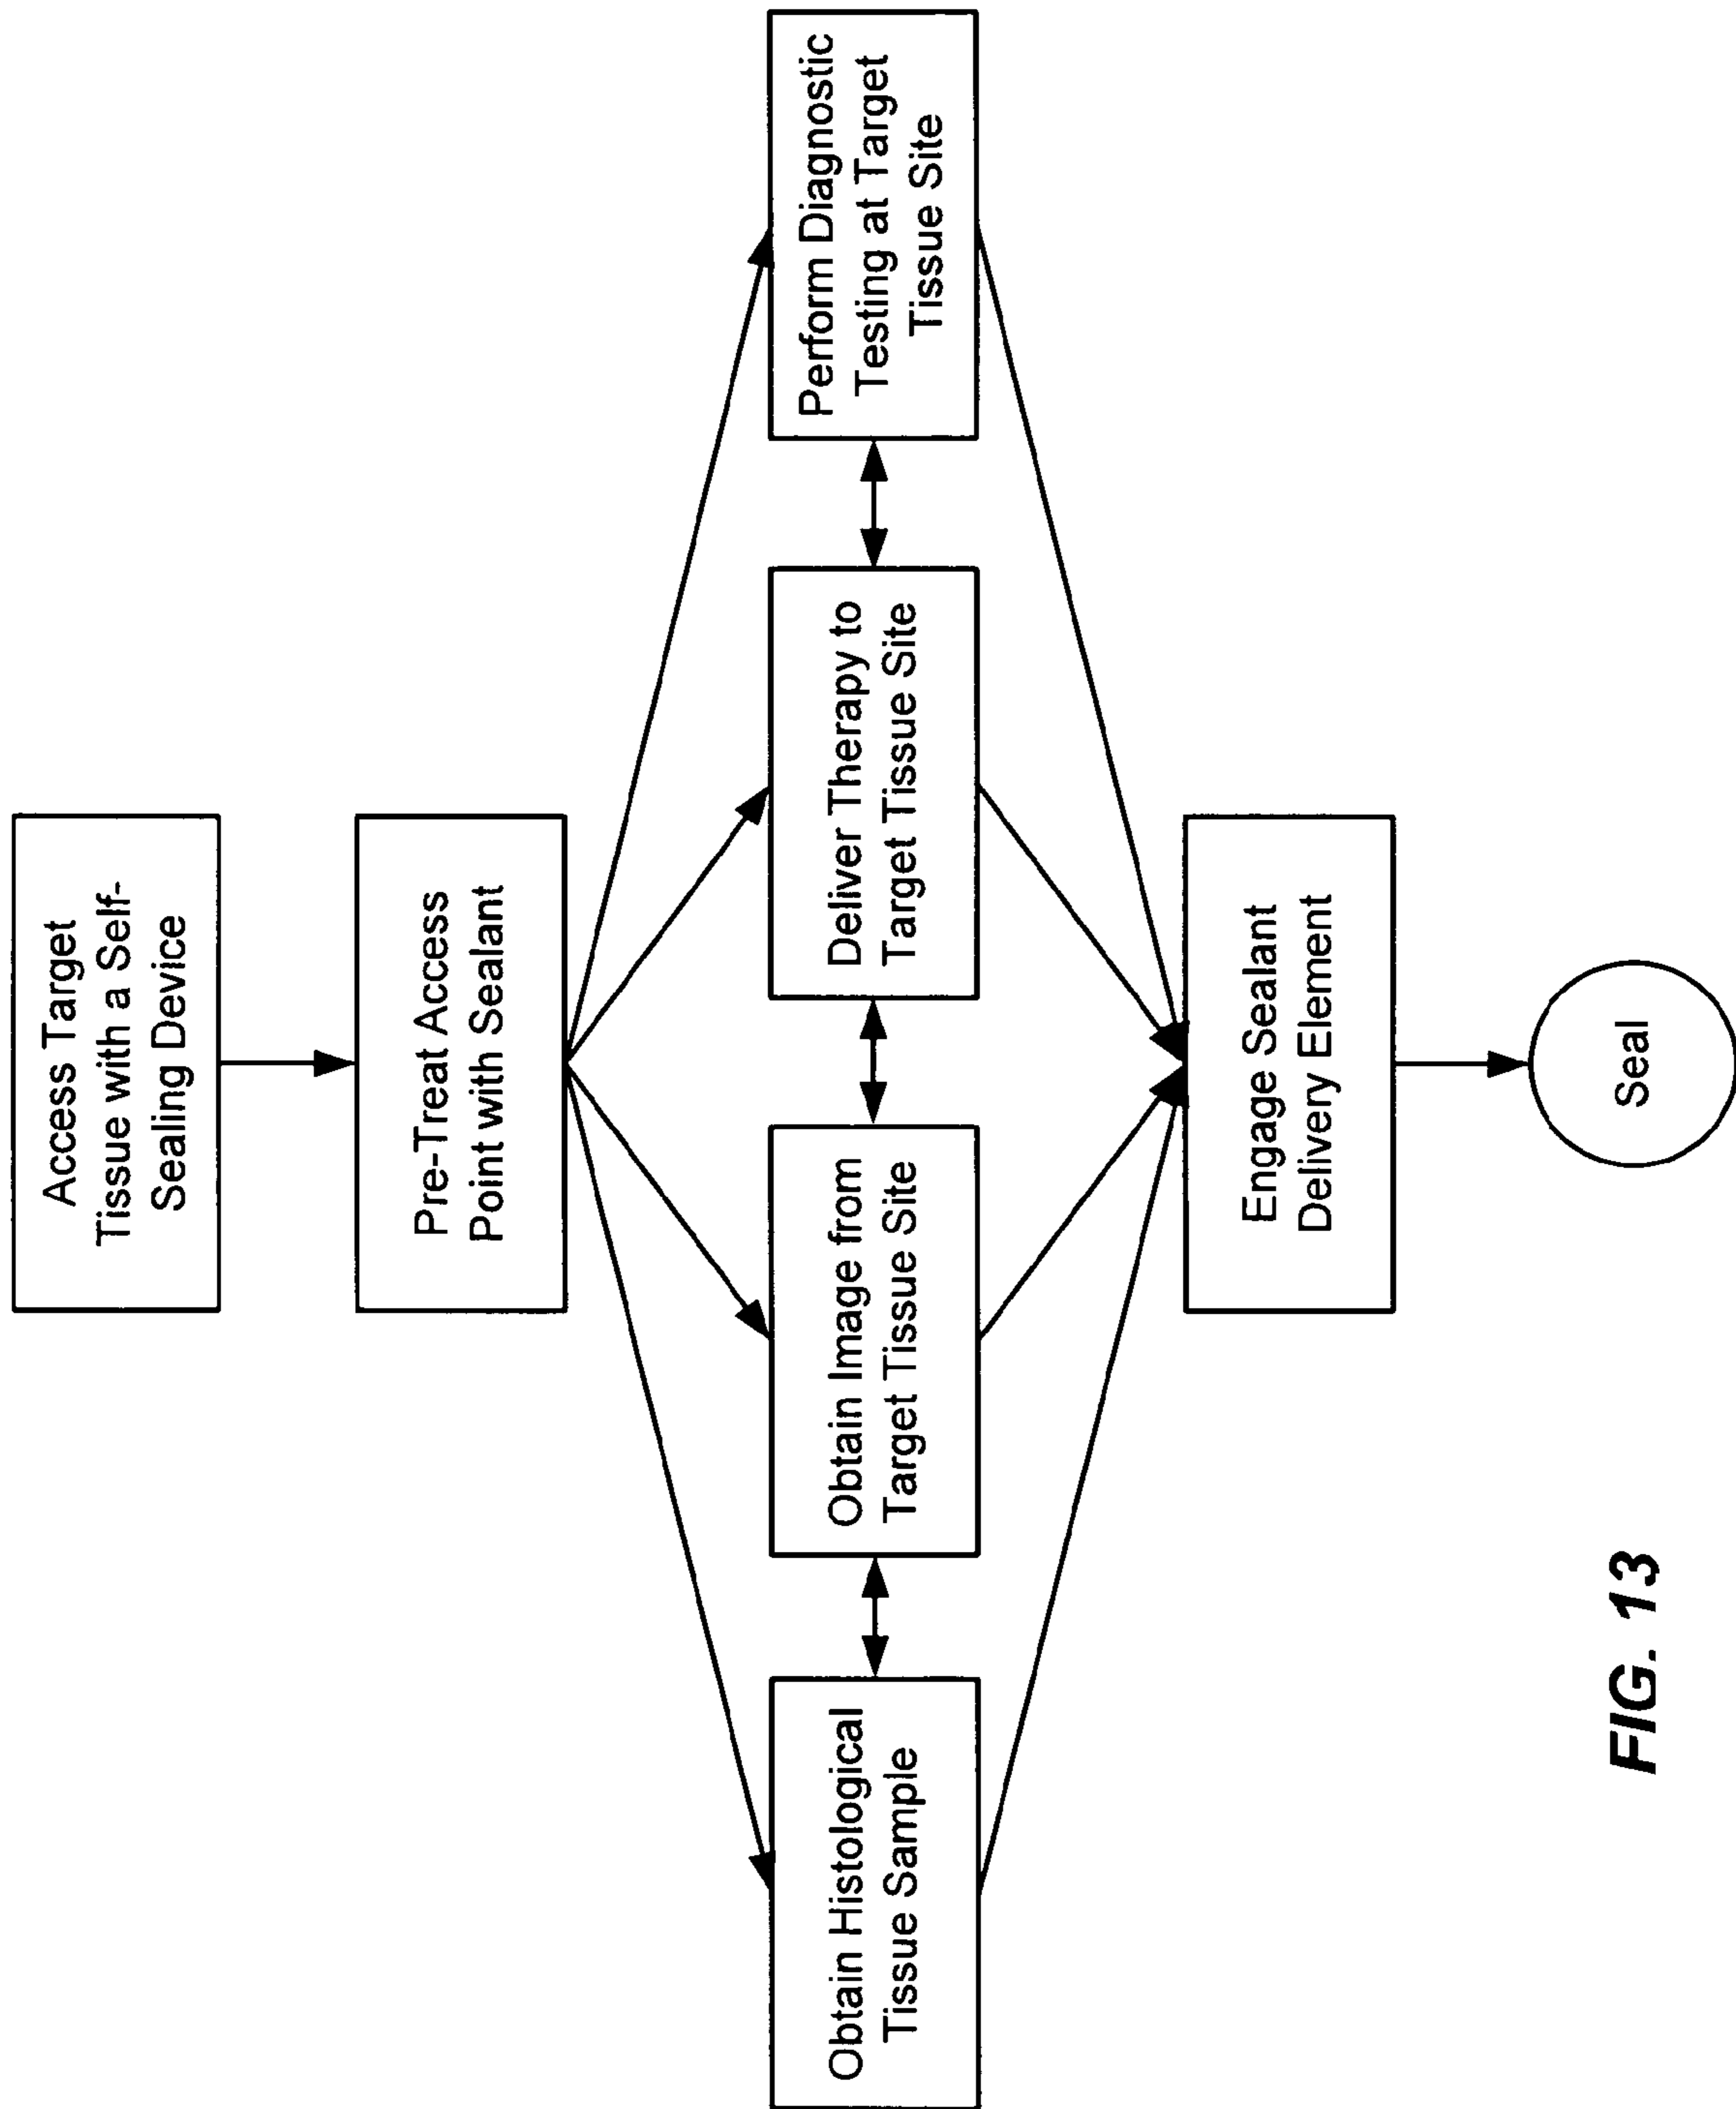 Access Target
Tissue with a Self-
Sealing Device
Pre-Treat Access
Point with Sealant
Obtain Histological
Tissue Sample
Obtain Image from
Target Tissue Site
Deliver Therapy to
Target Tissue Site
Perform Diagnostic
Testing at Target
Tissue Site
Engage Sealant
Delivery Element
Seal
FIG. 13